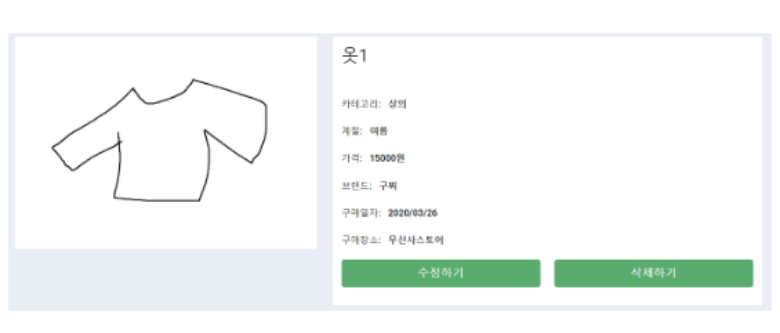 옷1
카테고리: 상의
계절: 여름
가격: 15000원
브랜드: 구찌
구매일자: 2020/03/26
구매장소: 무신사스토어
수정하기
삭제하기